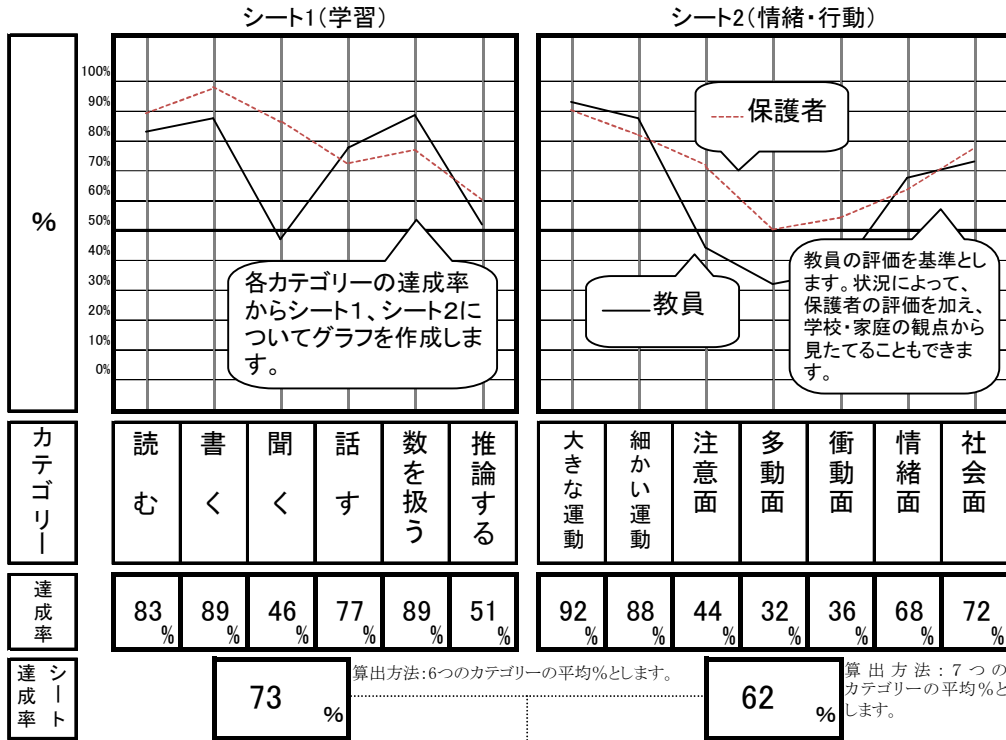 シート1(学習)
シート2(情緒・行動)
%
100%
90%
80%
70%
60%
50%
40%
30%
20%
10%
0%
各カテゴリーの達成率
からシート1、シート2に
ついてグラフを作成しま
す。
保護者
教員
教員の評価を基準とし
ます。状況によって、
保護者の評価を加え、
学校・家庭の観点から
見たてることもできま
す。
カテゴリー
読む
書く
聞く
話す
数を扱う
推論する
大きな運動
細かい運動
注意面
多動面
衝動面
情緒面
社会面
達成率
83%
89%
46%
77%
89%
51%
92%
88%
44%
32%
36%
68%
72%
シート
達成率
73%
算出方法:6つのカテゴリーの平均%とします。
62%
算出方法:7つの
カテゴリーの平均%と
します。